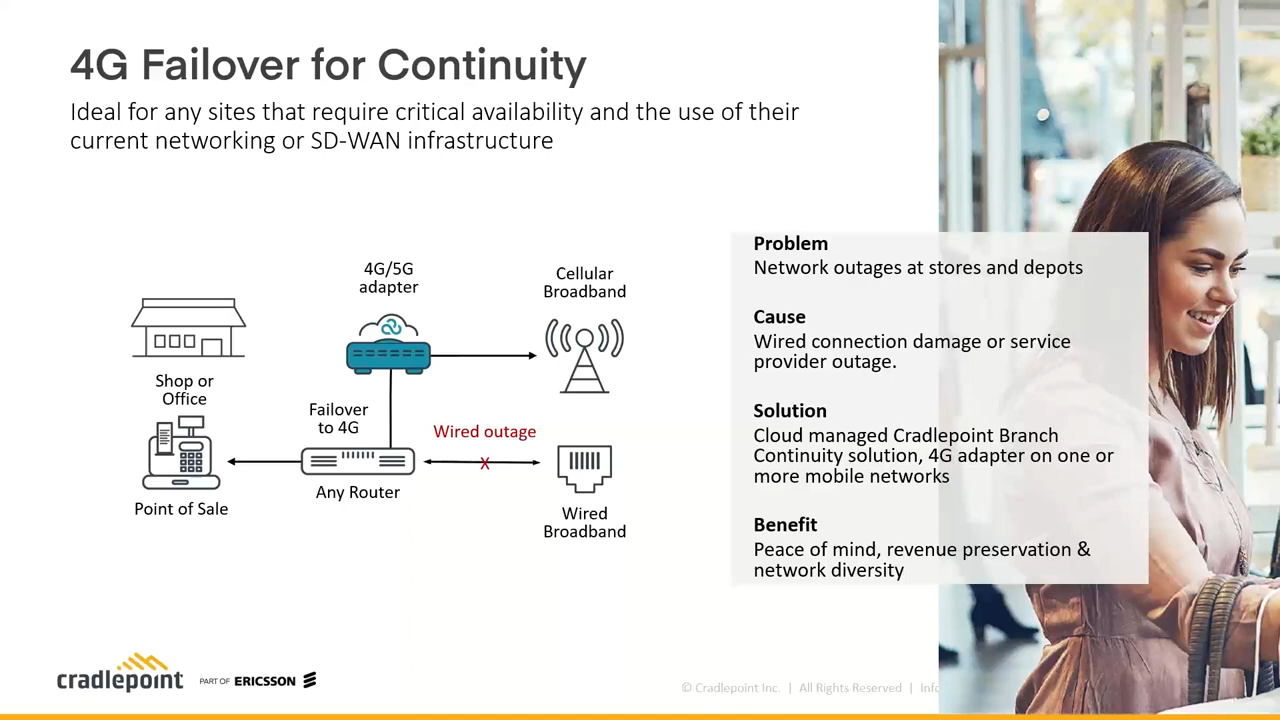 4G Failover for Continuity
Ideal for any sites that require critical availability and the use of their
current networking or SD-WAN infrastructure
4G/5G
adapter
Cellular
Broadband
Shop or
Office
Failover
to 4G
Wired outage
X
Any Router
Point of Sale
Wired
Broadband
Problem
Network outages at stores and depots
Cause
Wired connection damage or service
provider outage.
Solution
Cloud managed Cradlepoint Branch
Continuity solution, 4G adapter on one or
more mobile networks
Benefit
Peace of mind, revenue preservation &
network diversity
cradlepoint PART OF ERICSSON
© Cradlepoint Inc. | All Rights Reserved |